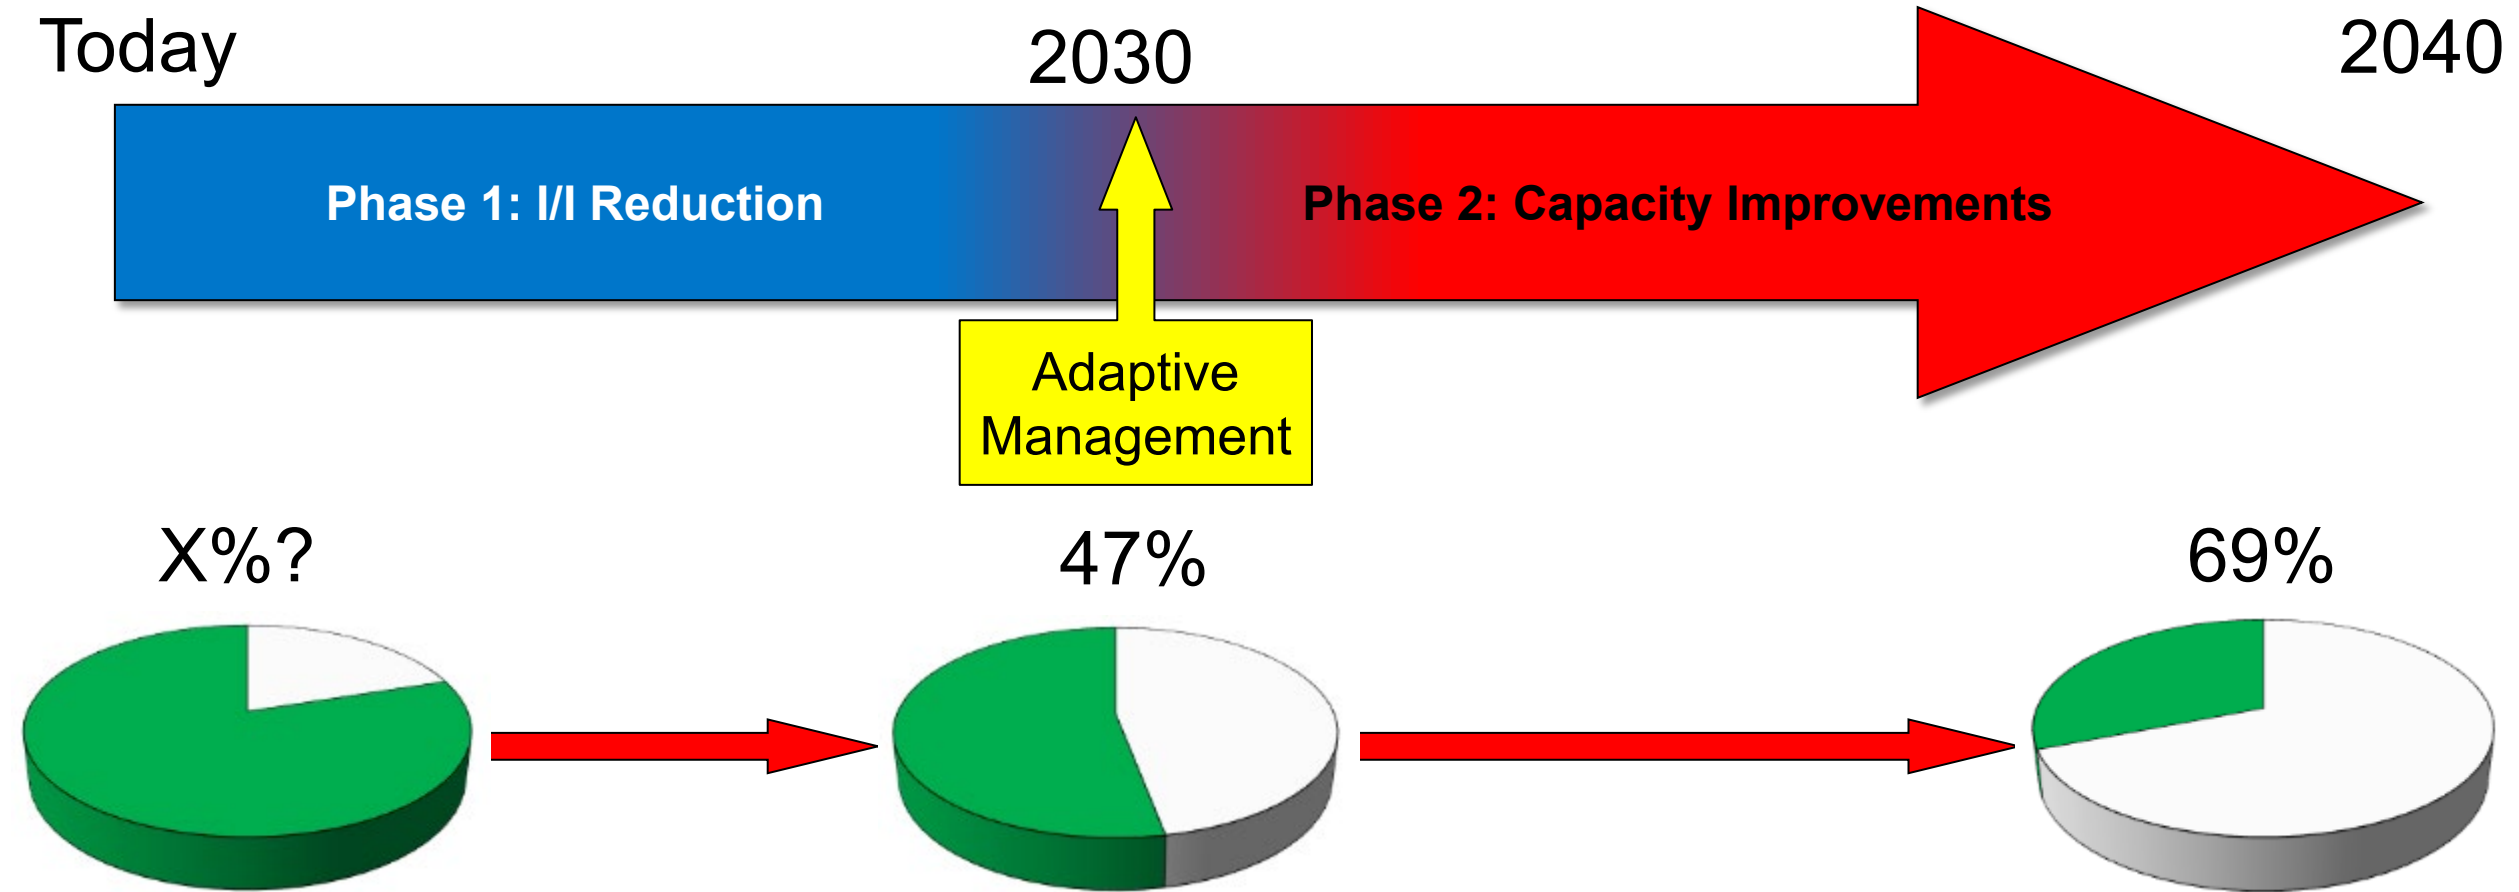 Today
2030
2040
Phase 1: I/I Reduction
Phase 2: Capacity Improvements
Adaptive
Management
X%?
47%
69%